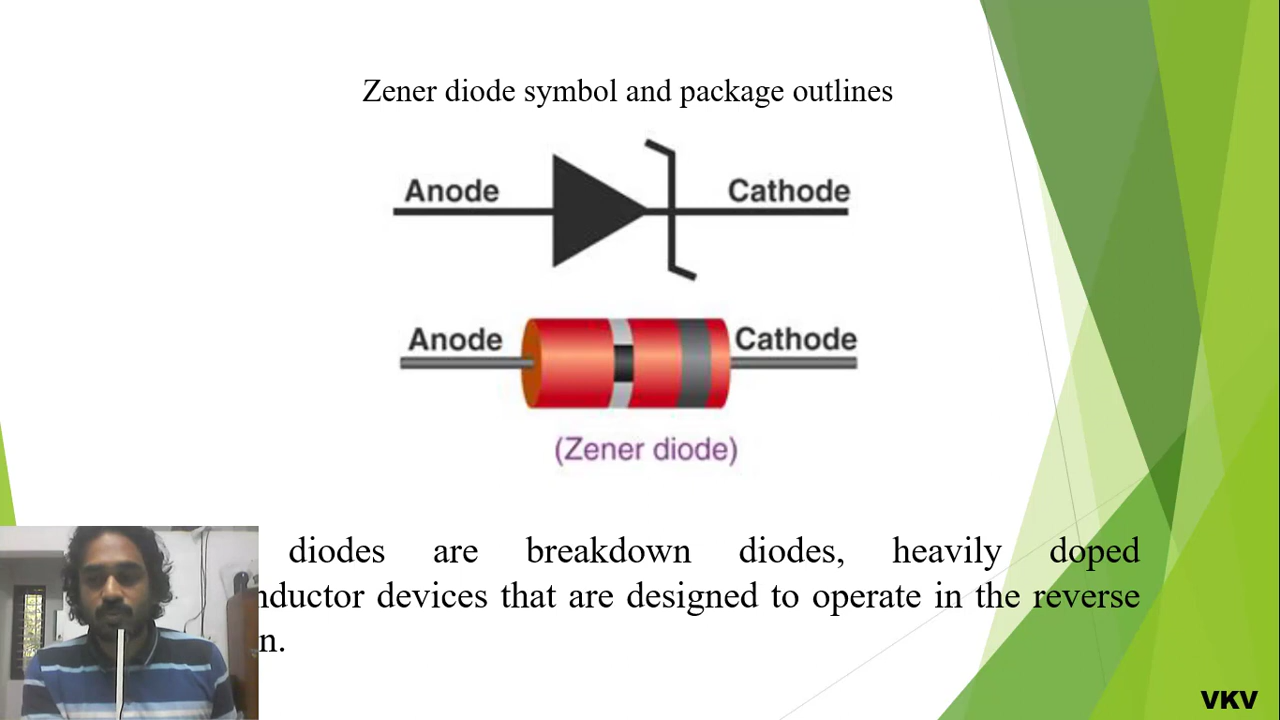 Zener diode symbol and package outlines
Anode Cathode
Anode Cathode
(Zener diode)
diodes are breakdown diodes, heavily doped
nductor devices that are designed to operate in the reverse
n.
VKV